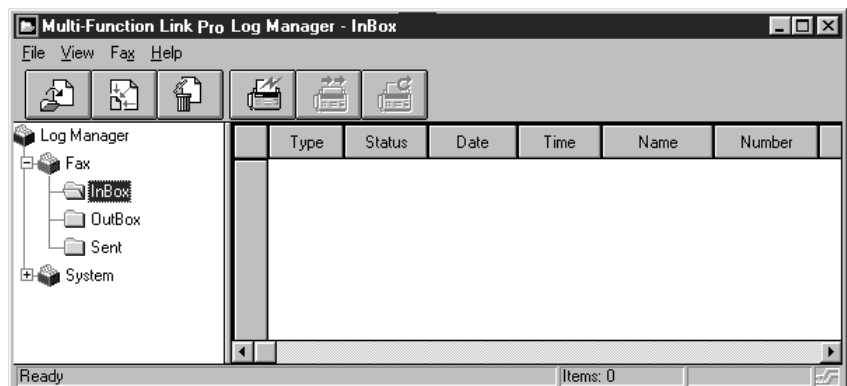 Multi-Function Link Pro Log Manager - InBox
File View Fax Help
Log Manager
Fax
InBox
OutBox
Sent
System
Type Status Date Time Name Number
Ready Items: 0